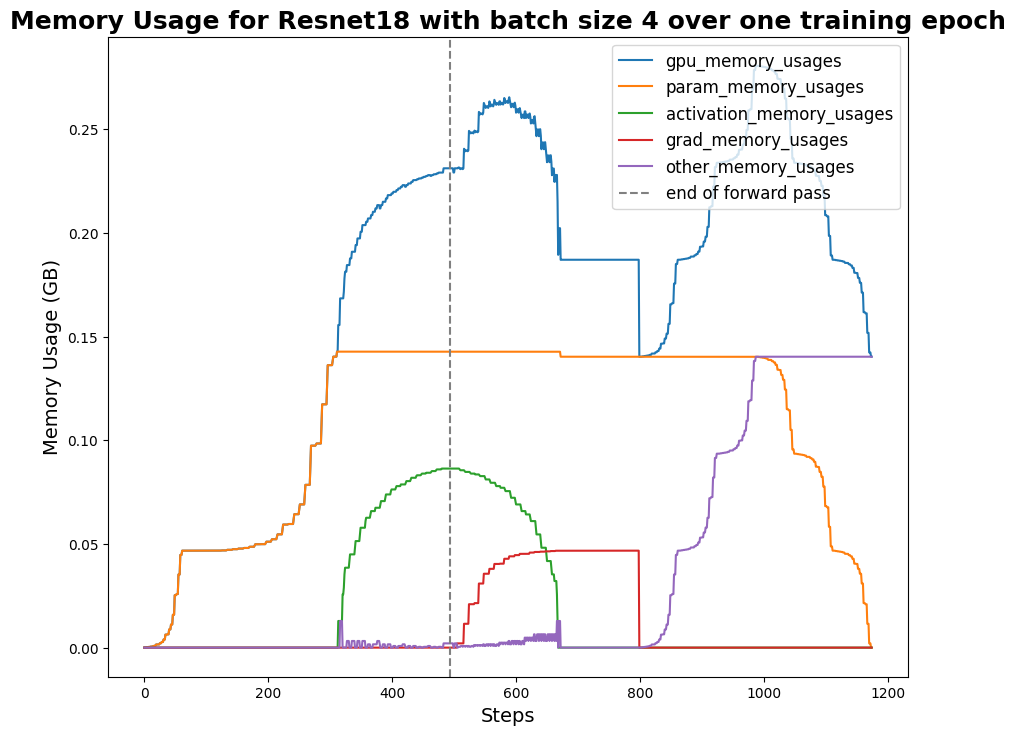 Memory Usage for Resnet18 with batch size 4 over one training epoch
gpu_memory_usages
param_memory_usages
activation_memory_usages
grad_memory_usages
other_memory_usages
end of forward pass
Memory Usage (GB)
0.25
0.20
0.15
0.10
0.05
0.00
0 200 400 600 800 1000 1200
Steps